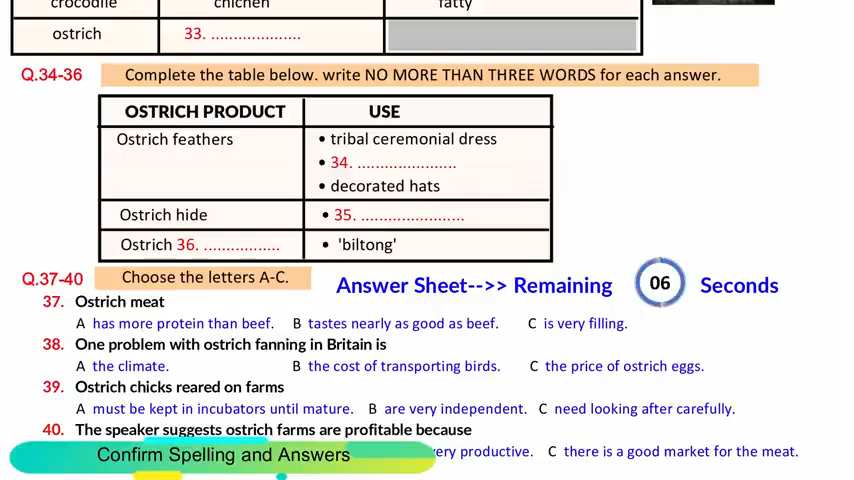 crocodile chicken fatty
ostrich 33. ....................
Q.34-36 Complete the table below. write NO MORE THAN THREE WORDS for each answer.
OSTRICH PRODUCT USE
Ostrich feathers • tribal ceremonial dress
• 34. ......................
• decorated hats
Ostrich hide • 35. .......................
Ostrich 36. ................. • 'biltong'
Q.37-40 Choose the letters A-C.
Answer Sheet-->> Remaining 06 Seconds
37. Ostrich meat
A has more protein than beef. B tastes nearly as good as beef. C is very filling.
38. One problem with ostrich fanning in Britain is
A the climate. B the cost of transporting birds. C the price of ostrich eggs.
39. Ostrich chicks reared on farms
A must be kept in incubators until mature. B are very independent. C need looking after carefully.
40. The speaker suggests ostrich farms are profitable because
very productive. C there is a good market for the meat.
Confirm Spelling and Answers